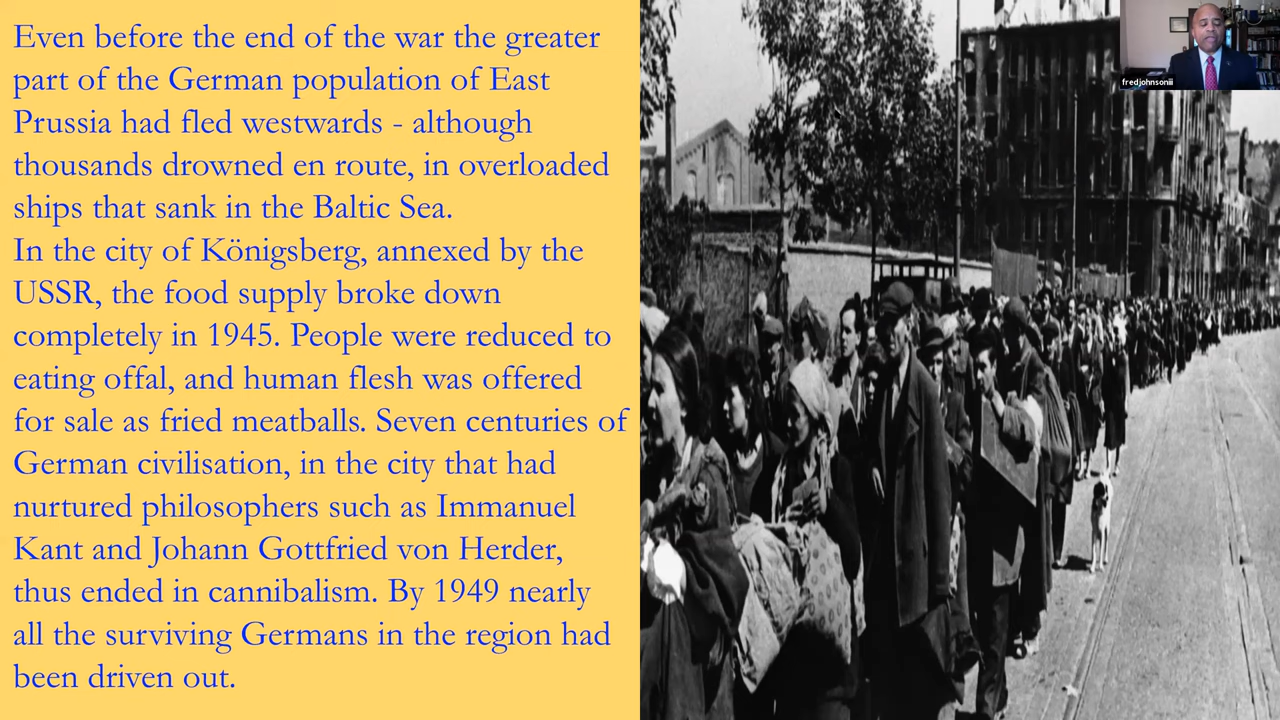 Even before the end of the war the greater
part of the German population of East
Prussia had fled westwards - although
thousands drowned en route, in overloaded
ships that sank in the Baltic Sea.
In the city of Königsberg, annexed by the
USSR, the food supply broke down
completely in 1945. People were reduced to
eating offal, and human flesh was offered
for sale as fried meatballs. Seven centuries of
German civilisation, in the city that had
nurtured philosophers such as Immanuel
Kant and Johann Gottfried von Herder,
thus ended in cannibalism. By 1949 nearly
all the surviving Germans in the region had
been driven out.
fredjohnsoniii